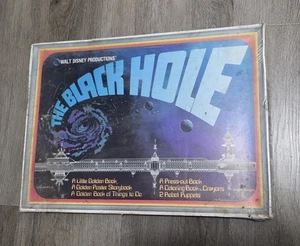 WALT DISNEY PRODUCTIONS'
THE BLACK HOLE
A Little Golden Book
A Golden Poster Storybook
A Golden Book of Things to Do
A Press-out Book
A Coloring Book, Crayons
2 Robot Puppets